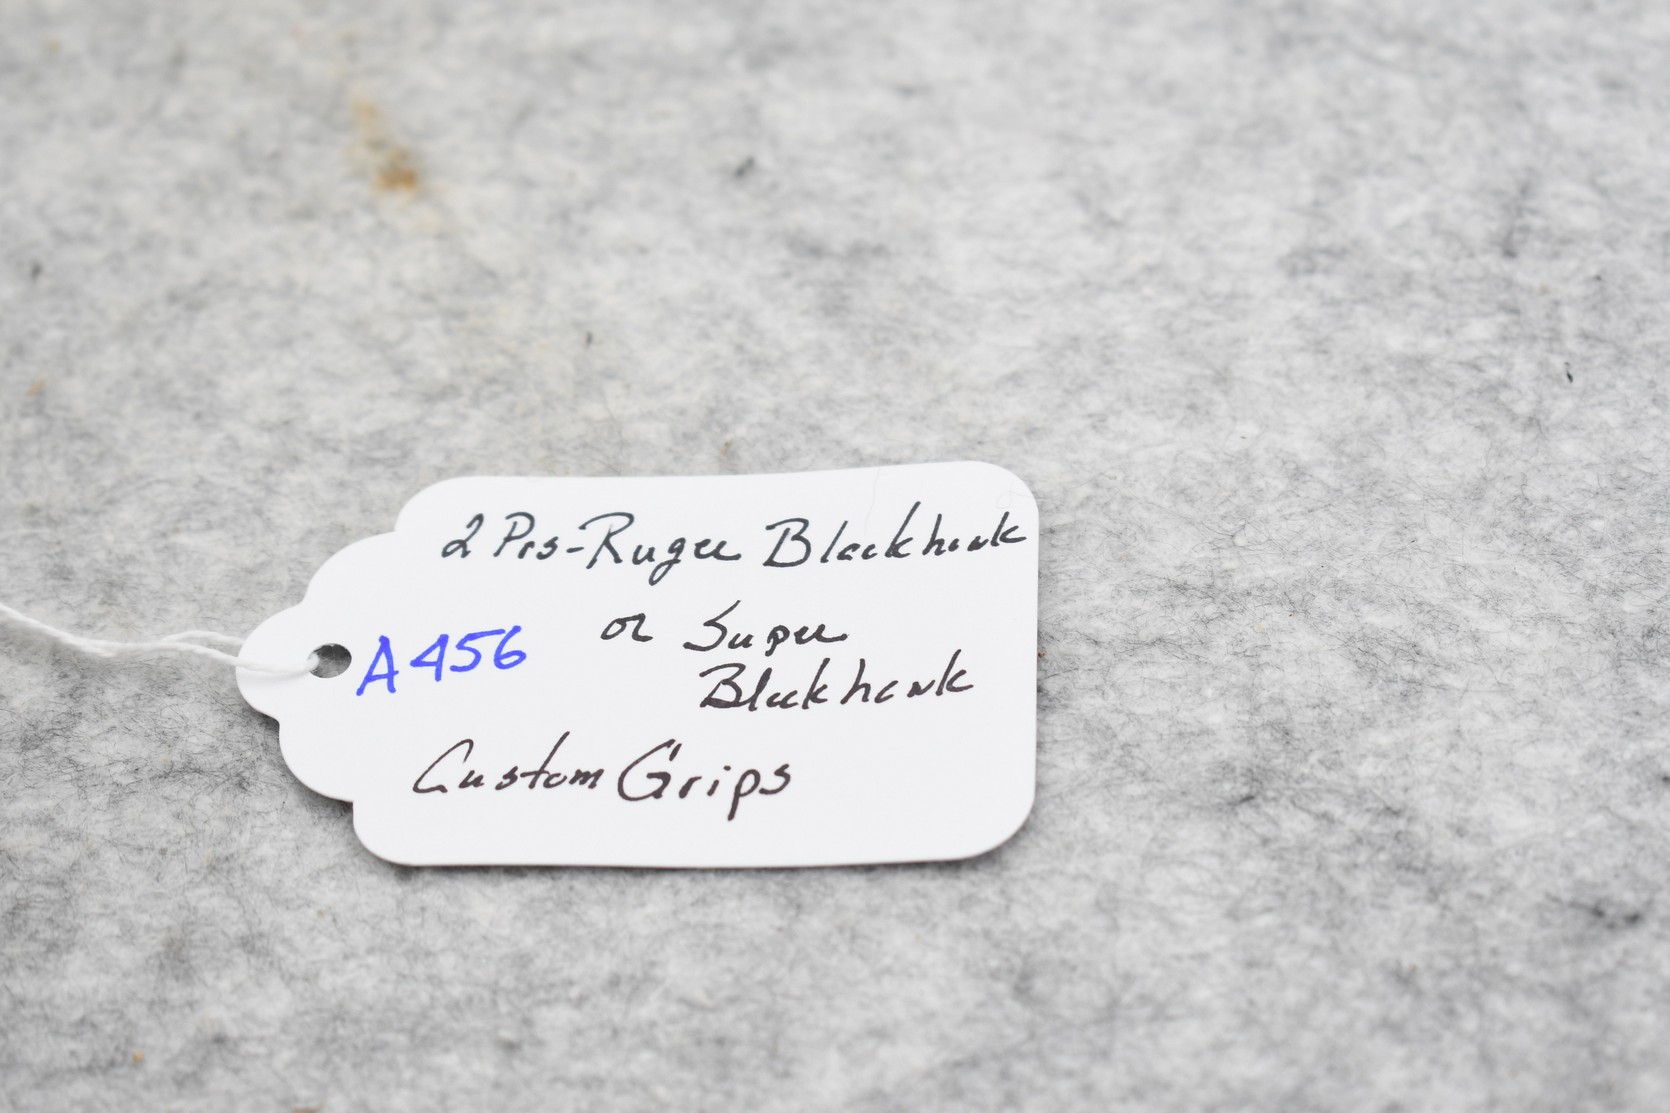 2 Prs-Ruger Blackhawk
A456 or Super
Blackhawk
Custom Grips